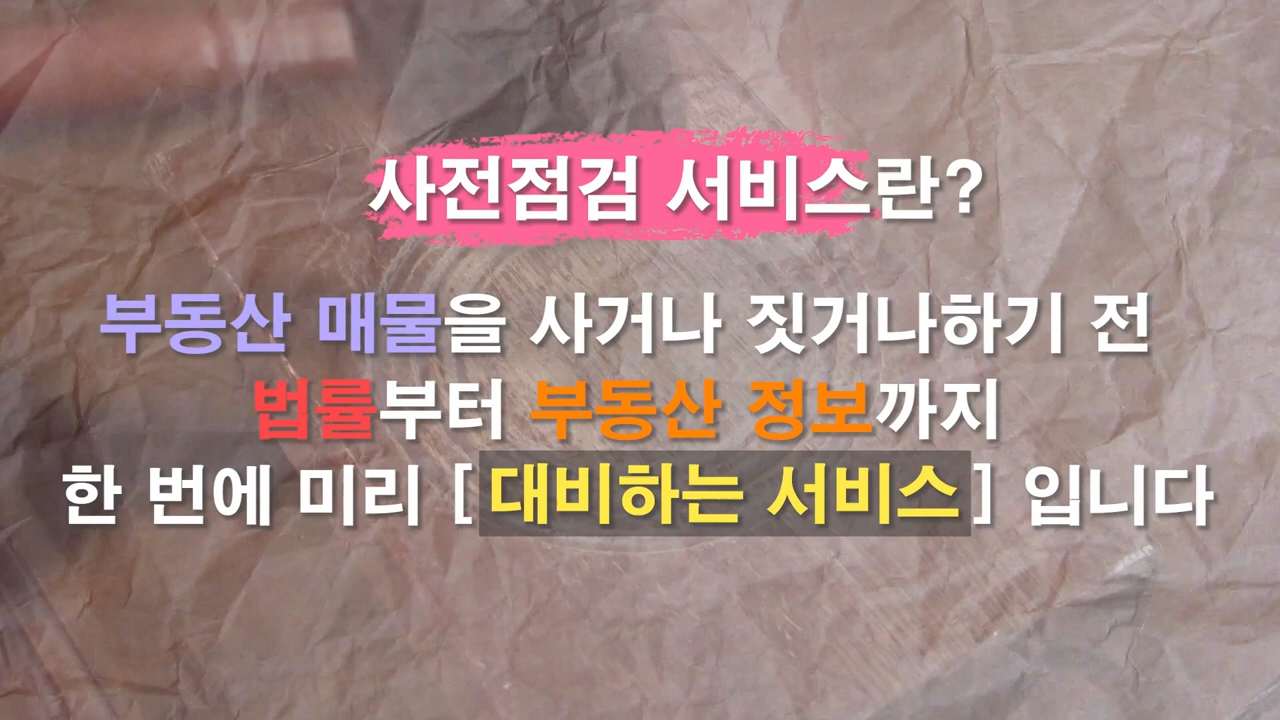 사전점검 서비스란?
부동산 매물을 사거나 짓거나하기 전
법률부터 부동산 정보까지
한 번에 미리 [대비하는 서비스] 입니다